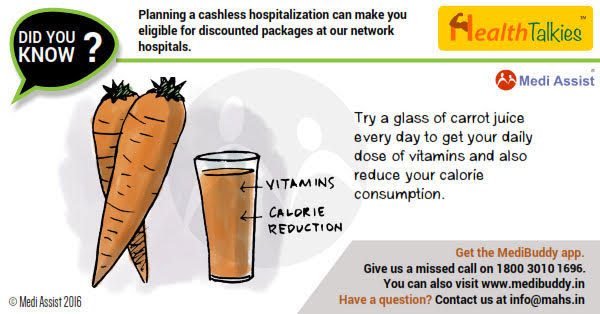 DID YOU
KNOW ?
Planning a cashless hospitalization can make you
eligible for discounted packages at our network
hospitals.
HealthTalkies™
Medi Assist®
Try a glass of carrot juice
every day to get your daily
dose of vitamins and also
reduce your calorie
consumption.
VITAMINS
CALORIE
REDUCTION
Get the MediBuddy app.
Give us a missed call on 1800 3010 1696.
You can also visit www.medibuddy.in
Have a question? Contact us at info@mahs.in
© Medi Assist 2016